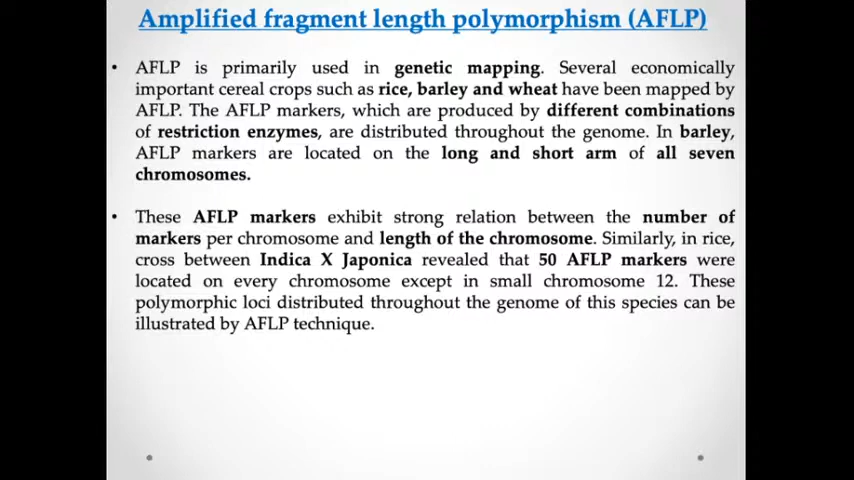 Amplified fragment length polymorphism (AFLP)
• AFLP is primarily used in genetic mapping. Several economically
important cereal crops such as rice, barley and wheat have been mapped by
AFLP. The AFLP markers, which are produced by different combinations
of restriction enzymes, are distributed throughout the genome. In barley,
AFLP markers are located on the long and short arm of all seven
chromosomes.
• These AFLP markers exhibit strong relation between the number of
markers per chromosome and length of the chromosome. Similarly, in rice,
cross between Indica X Japonica revealed that 50 AFLP markers were
located on every chromosome except in small chromosome 12. These
polymorphic loci distributed throughout the genome of this species can be
illustrated by AFLP technique.